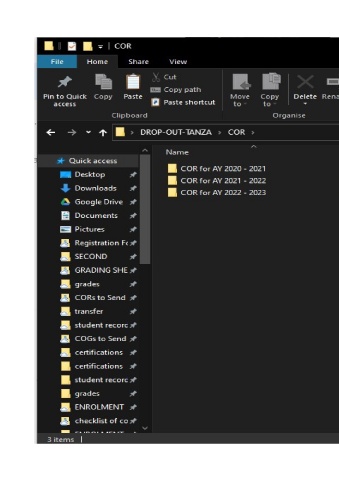 COR
File Home Share View
Pin to Quick access
Copy
Paste
Cut
Copy path
Paste shortcut
Move to
Copy to
Delete
Clipboard
Organise
DROP-OUT-TANZA > COR >
Name
Quick access
Desktop
Downloads
Google Drive
Documents
Pictures
Registration Fc
SECOND
GRADING SHE
grades
CORs to Send
transfer
student recorc
COGs to Send
certifications
certifications
student recorc
grades
ENROLMENT
checklist of co
COR for AY 2020 - 2021
COR for AY 2021 - 2022
COR for AY 2022 - 2023
3 items